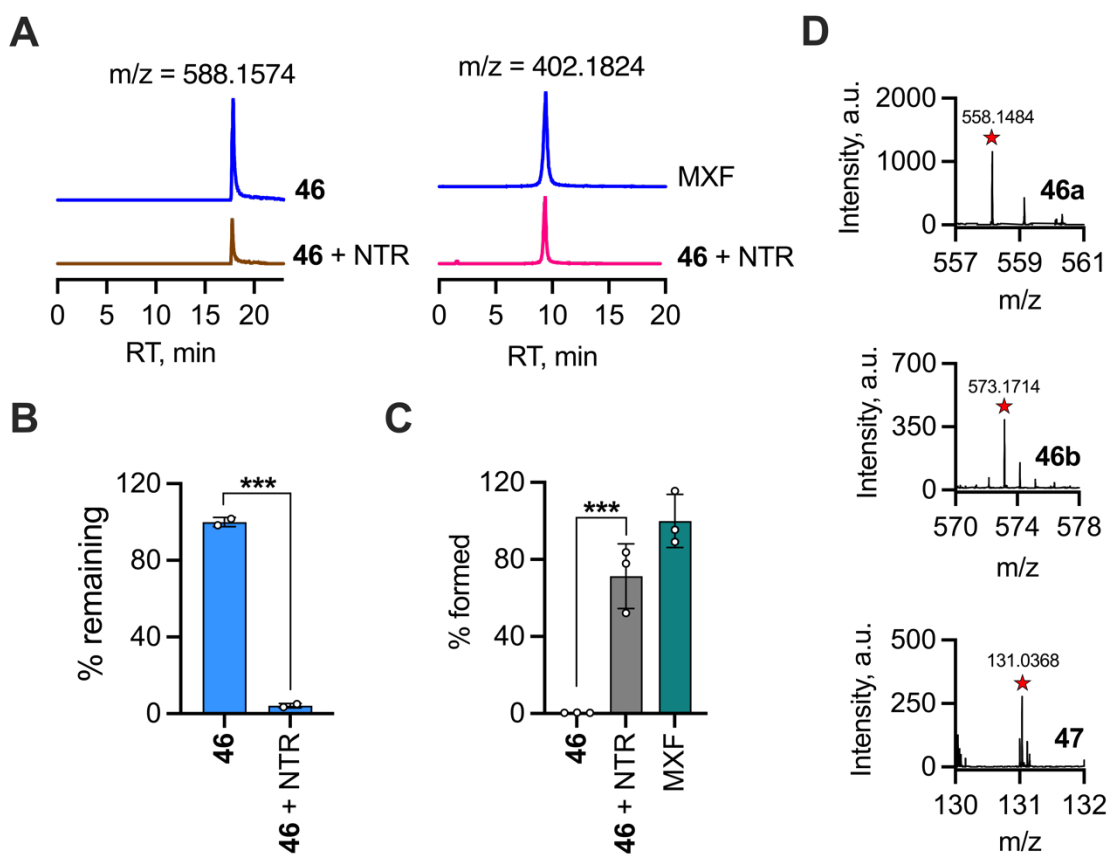 A
m/z = 588.1574
46
46 + NTR
0 5 10 15 20
RT, min
m/z = 402.1824
MXF
46 + NTR
0 5 10 15 20
RT, min
B
% remaining
120
80
40
0
***
46
46 + NTR
C
% formed
120
80
40
0
***
46
46 + NTR
MXF
D
Intensity, a.u.
2000
1000
0
558.1484
46a
557 559 561
m/z
Intensity, a.u.
700
350
0
573.1714
46b
570 574 578
m/z
Intensity, a.u.
500
250
0
131.0368
47
130 131 132
m/z